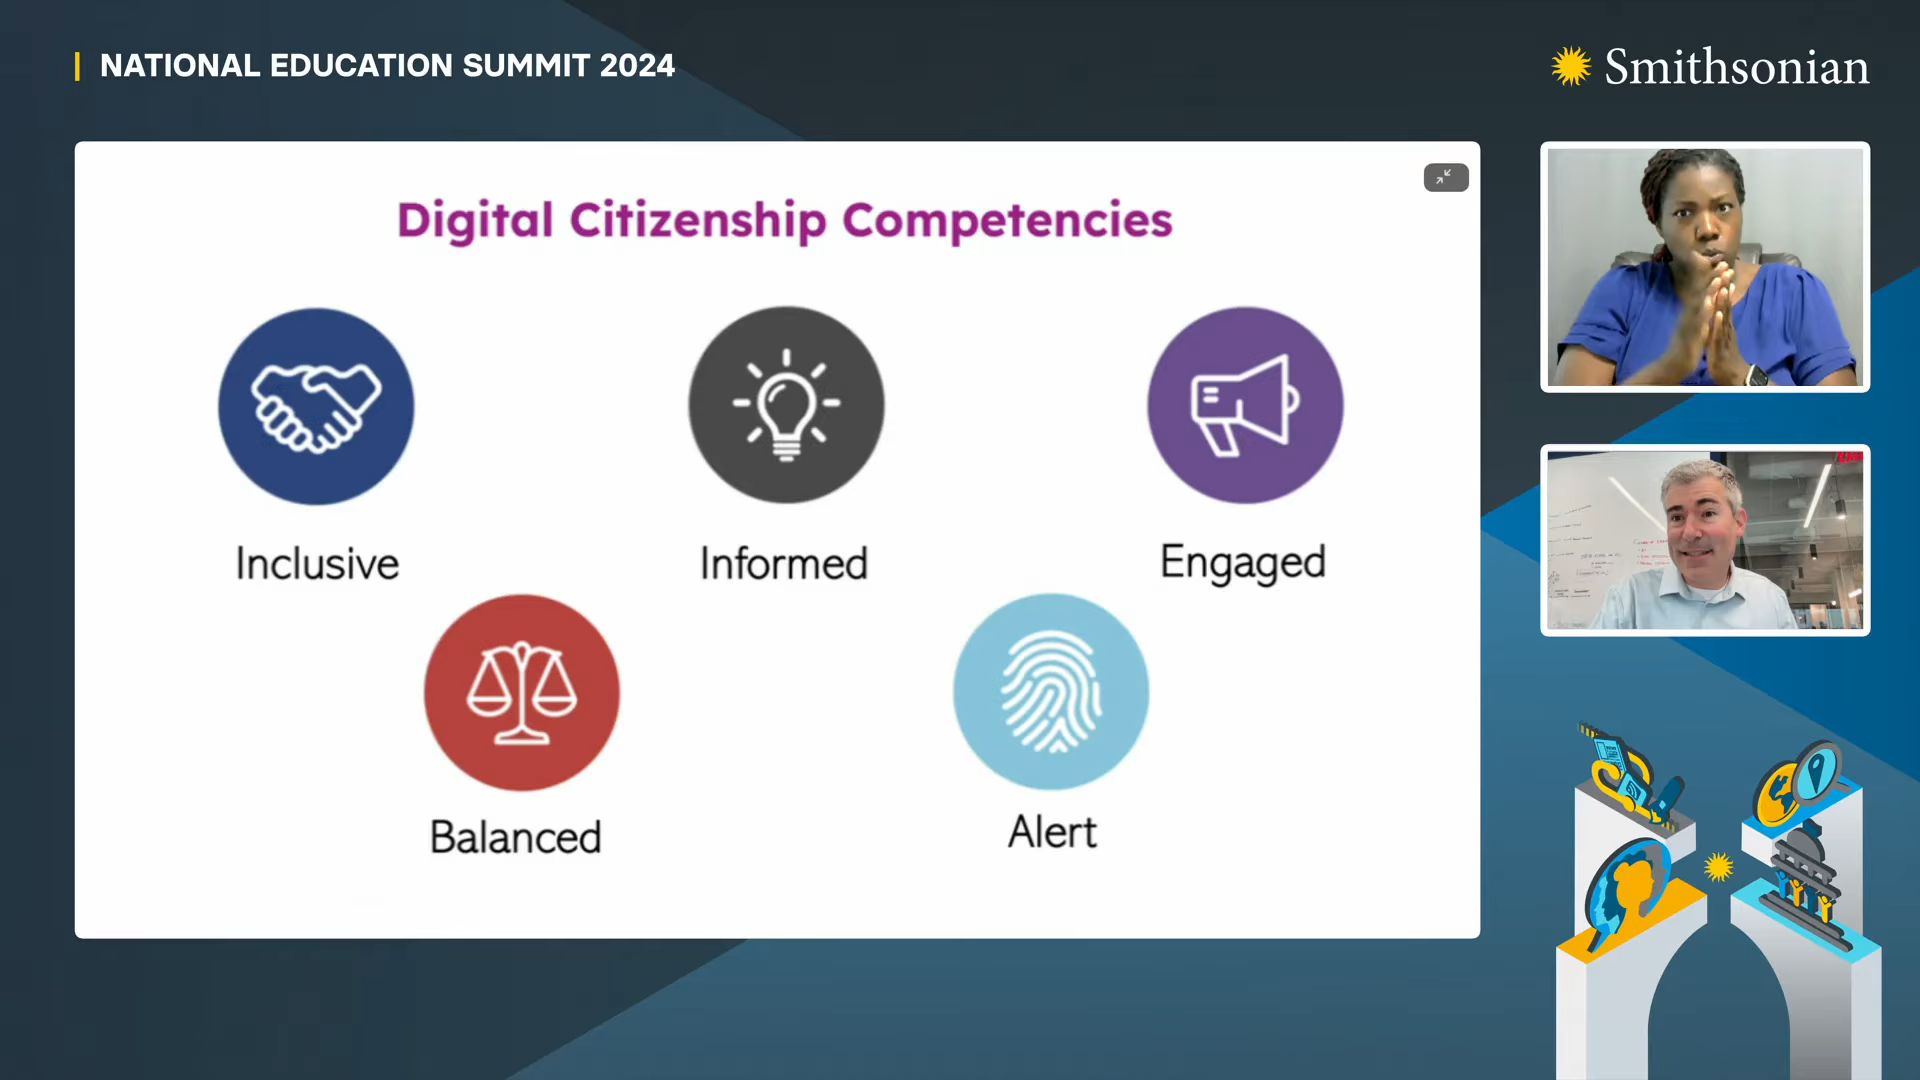 NATIONAL EDUCATION SUMMIT 2024
Smithsonian
Digital Citizenship Competencies
Inclusive
Informed
Engaged
Balanced
Alert